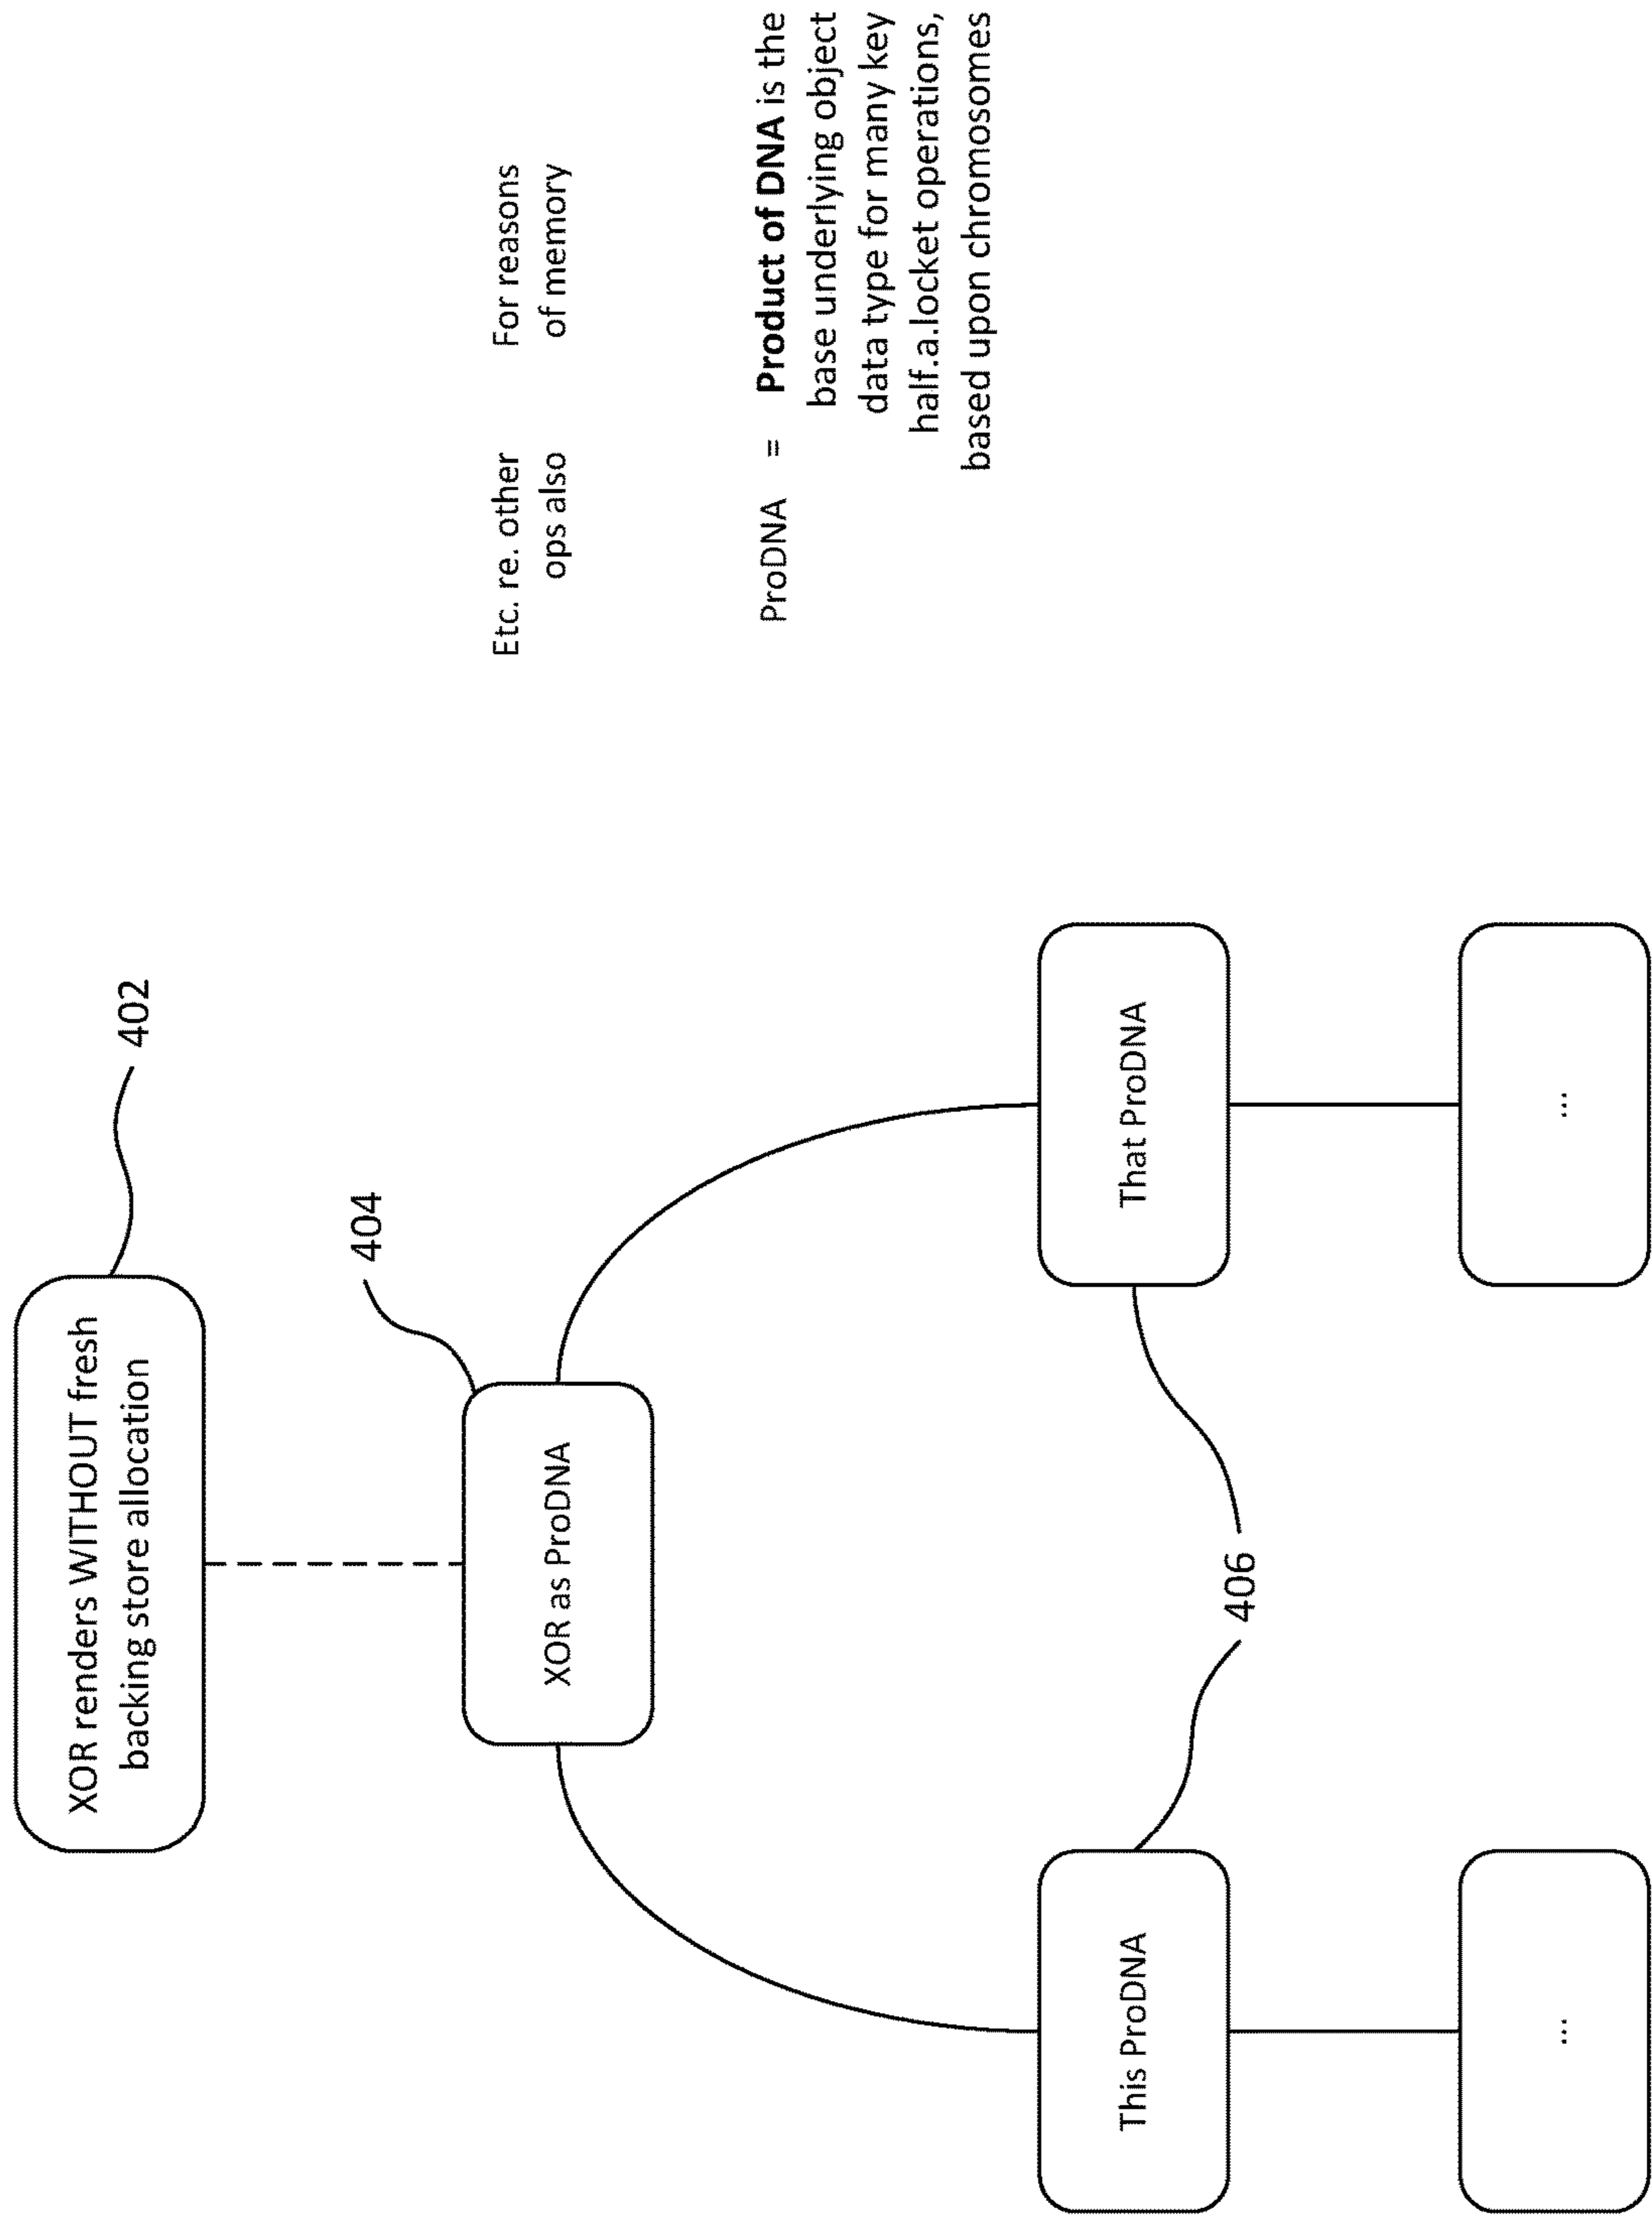 XOR renders WITHOUT fresh
backing store allocation
402
404
XOR as ProDNA
Etc. re. other
ops also
For reasons
of memory
ProDNA = Product of DNA is the
base underlying object
data type for many key
half.a.locket operations,
based upon chromosomes
This ProDNA
406
That ProDNA
...
...